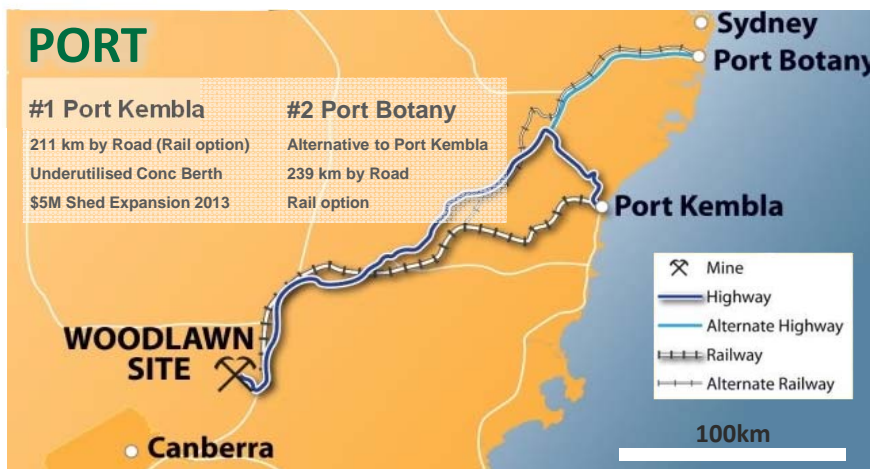 PORT
#1 Port Kembla
211 km by Road (Rail option)
Underutilised Conc Berth
$5M Shed Expansion 2013
#2 Port Botany
Alternative to Port Kembla
239 km by Road
Rail option
Sydney
Port Botany
Port Kembla
WOODLAWN
SITE
Canberra
Mine
Highway
Alternate Highway
Railway
Alternate Railway
100km